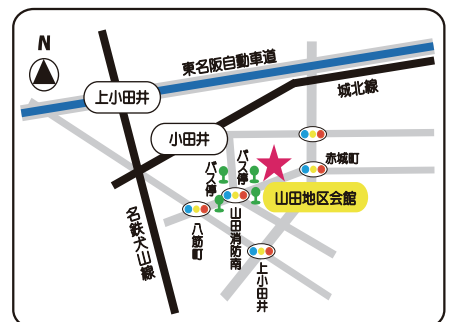 N
東名阪自動車道
城北線
上小田井
小田井
赤城町
バス停
バス停
山田地区会館
名鉄犬山線
八筋町
山田消防南
上小田井